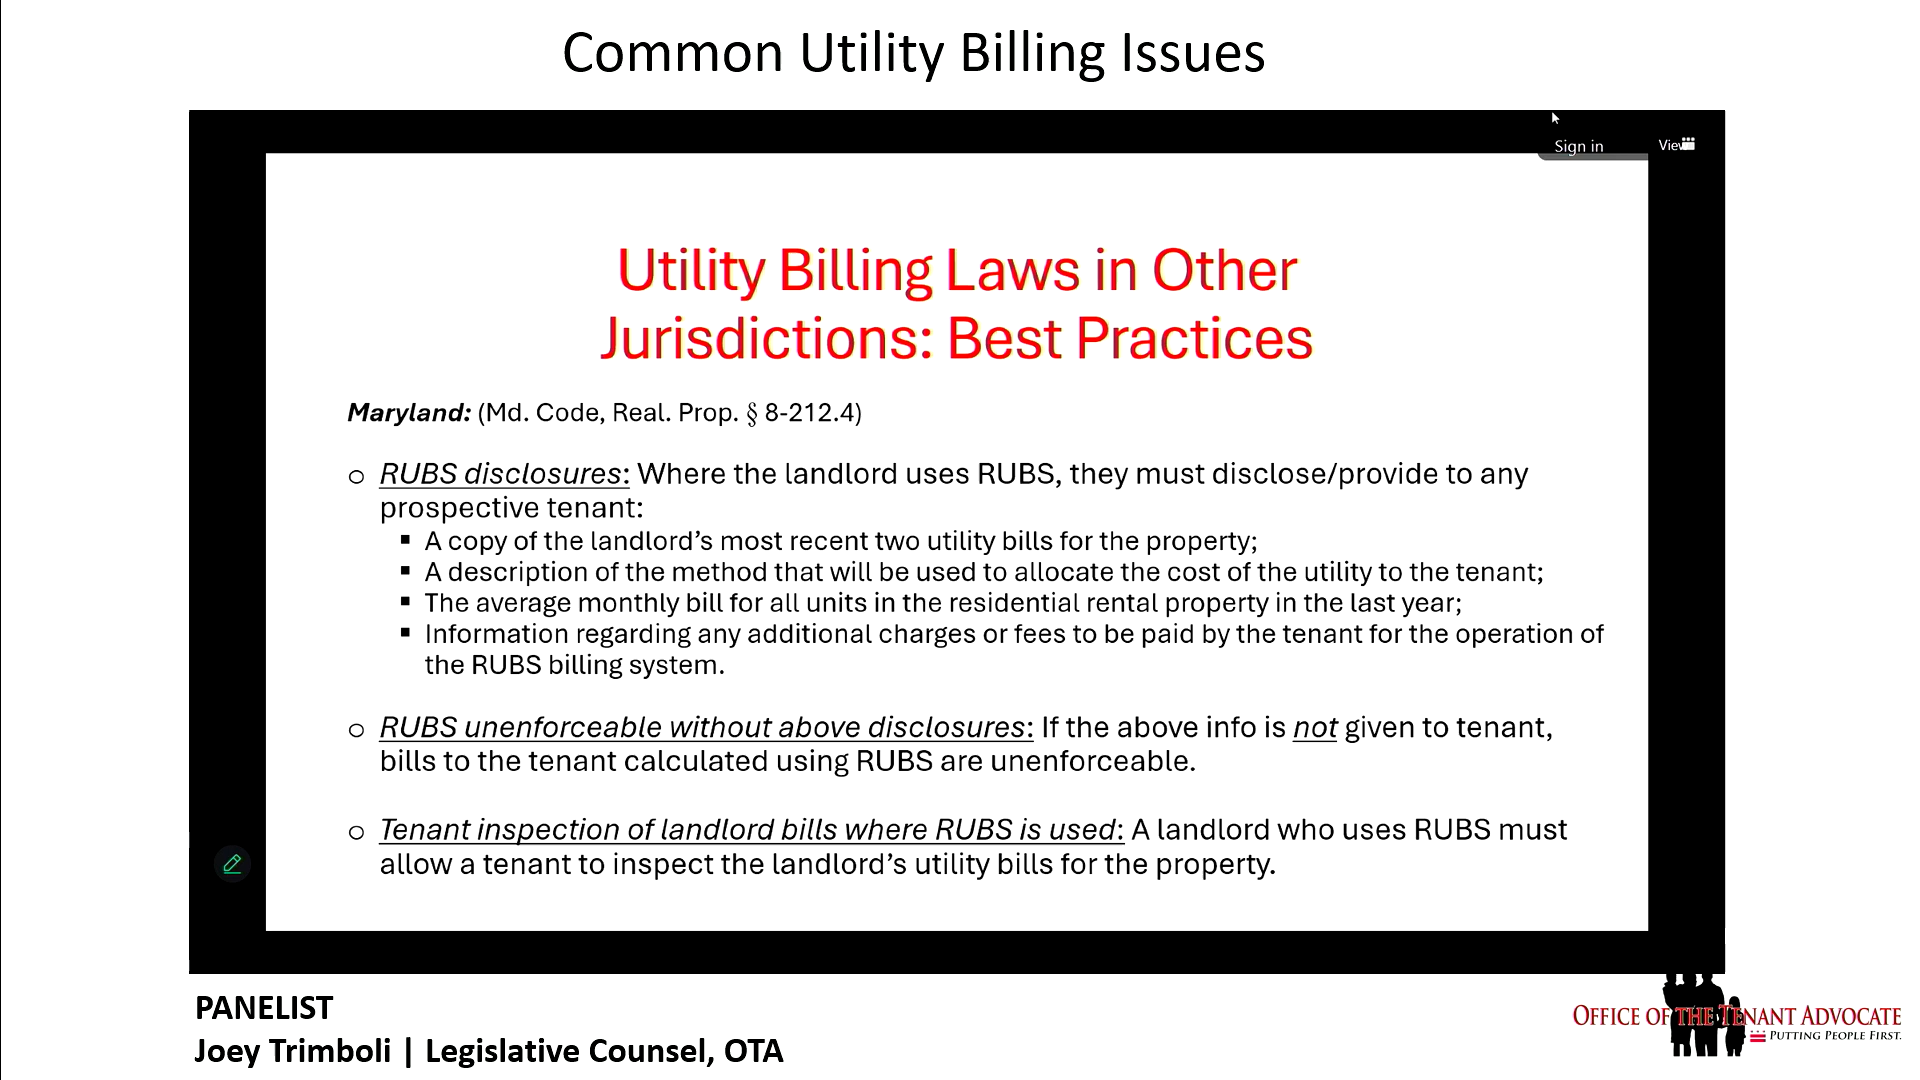 Common Utility Billing Issues
Sign in
View
Utility Billing Laws in Other
Jurisdictions: Best Practices
Maryland: (Md. Code, Real. Prop. § 8-212.4)
o RUBS disclosures: Where the landlord uses RUBS, they must disclose/provide to any
prospective tenant:
▪ A copy of the landlord’s most recent two utility bills for the property;
▪ A description of the method that will be used to allocate the cost of the utility to the tenant;
▪ The average monthly bill for all units in the residential rental property in the last year;
▪ Information regarding any additional charges or fees to be paid by the tenant for the operation of
the RUBS billing system.
o RUBS unenforceable without above disclosures: If the above info is not given to tenant,
bills to the tenant calculated using RUBS are unenforceable.
o Tenant inspection of landlord bills where RUBS is used: A landlord who uses RUBS must
allow a tenant to inspect the landlord’s utility bills for the property.
PANELIST
Joey Trimboli | Legislative Counsel, OTA
OFFICE OF THE TENANT ADVOCATE
PUTTING PEOPLE FIRST.